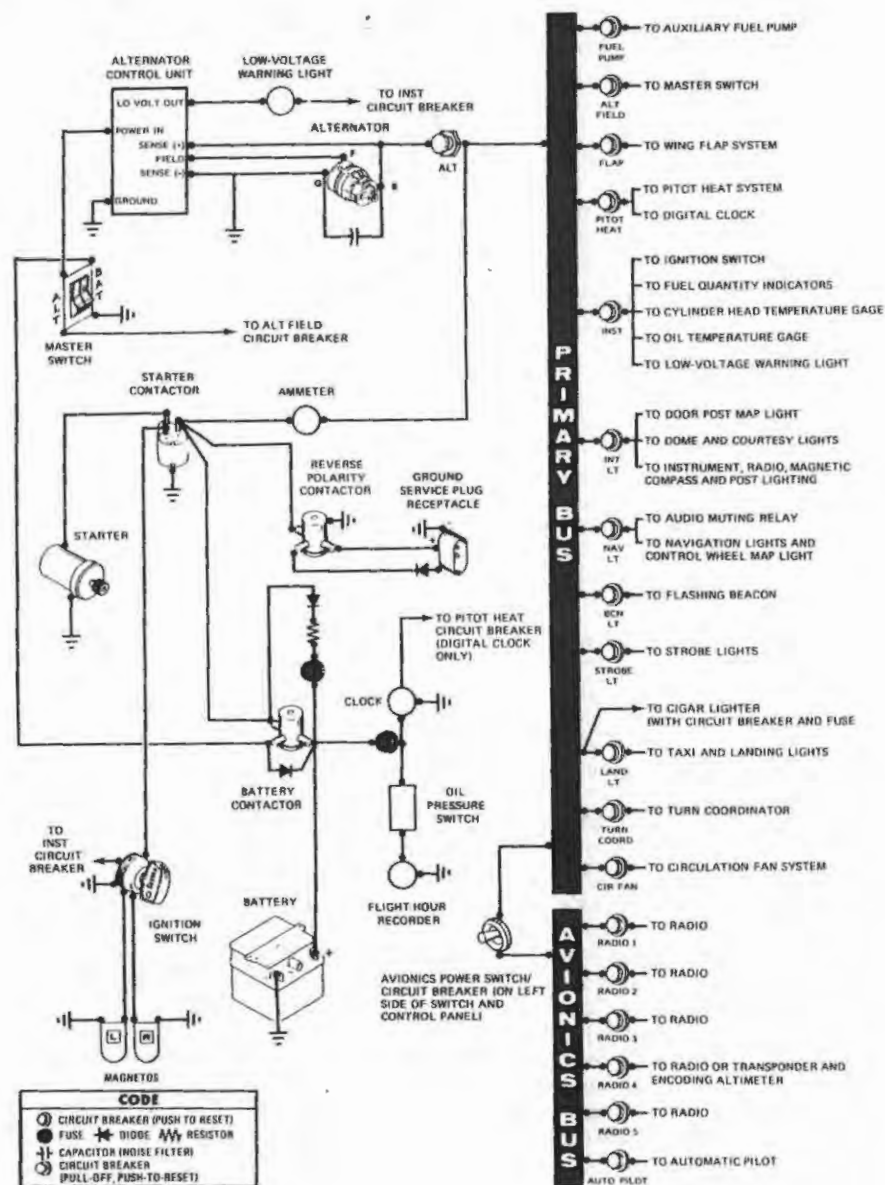 ALTERNATOR
CONTROL UNIT
LOW-VOLTAGE
WARNING LIGHT
LO VOLT OUT
TO INST
CIRCUIT BREAKER
POWER IN
SENSE (+)
FIELD
SENSE (-)
GROUND
ALTERNATOR
F
G
B
ALT
ALT
BAT
MASTER
SWITCH
TO ALT FIELD
CIRCUIT BREAKER
STARTER
CONTACTOR
AMMETER
REVERSE
POLARITY
CONTACTOR
GROUND
SERVICE PLUG
RECEPTACLE
- 
+
STARTER
TO PITOT HEAT
CIRCUIT BREAKER
(DIGITAL CLOCK
ONLY)
CLOCK
BATTERY
CONTACTOR
OIL
PRESSURE
SWITCH
TO
INST
CIRCUIT
BREAKER
IGNITION
SWITCH
BATTERY
+
FLIGHT HOUR
RECORDER
L
R
MAGNETOS
AVIONICS POWER SWITCH/
CIRCUIT BREAKER (ON LEFT
SIDE OF SWITCH AND
CONTROL PANEL)
CODE
CIRCUIT BREAKER (PUSH TO RESET)
FUSE DIODE RESISTOR
CAPACITOR (NOISE FILTER)
CIRCUIT BREAKER
(PULL-OFF, PUSH-TO-RESET)
PRIMARY BUS
FUEL
PUMP
TO AUXILIARY FUEL PUMP
ALT
FIELD
TO MASTER SWITCH
FLAP
TO WING FLAP SYSTEM
PITOT
HEAT
TO PITOT HEAT SYSTEM
TO DIGITAL CLOCK
INST
TO IGNITION SWITCH
TO FUEL QUANTITY INDICATORS
TO CYLINDER HEAD TEMPERATURE GAGE
TO OIL TEMPERATURE GAGE
TO LOW-VOLTAGE WARNING LIGHT
INT
LT
TO DOOR POST MAP LIGHT
TO DOME AND COURTESY LIGHTS
TO INSTRUMENT, RADIO, MAGNETIC
COMPASS AND POST LIGHTING
NAV
LT
TO AUDIO MUTING RELAY
TO NAVIGATION LIGHTS AND
CONTROL WHEEL MAP LIGHT
BCN
LT
TO FLASHING BEACON
STROBE
LT
TO STROBE LIGHTS
TO CIGAR LIGHTER
(WITH CIRCUIT BREAKER AND FUSE
LAND
LT
TO TAXI AND LANDING LIGHTS
TURN
COORD
TO TURN COORDINATOR
CIR FAN
TO CIRCULATION FAN SYSTEM
AVIONICS BUS
RADIO 1
TO RADIO
RADIO 2
TO RADIO
RADIO 3
TO RADIO
RADIO 4
TO RADIO OR TRANSPONDER AND
ENCODING ALTIMETER
RADIO 5
TO RADIO
AUTO PILOT
TO AUTOMATIC PILOT